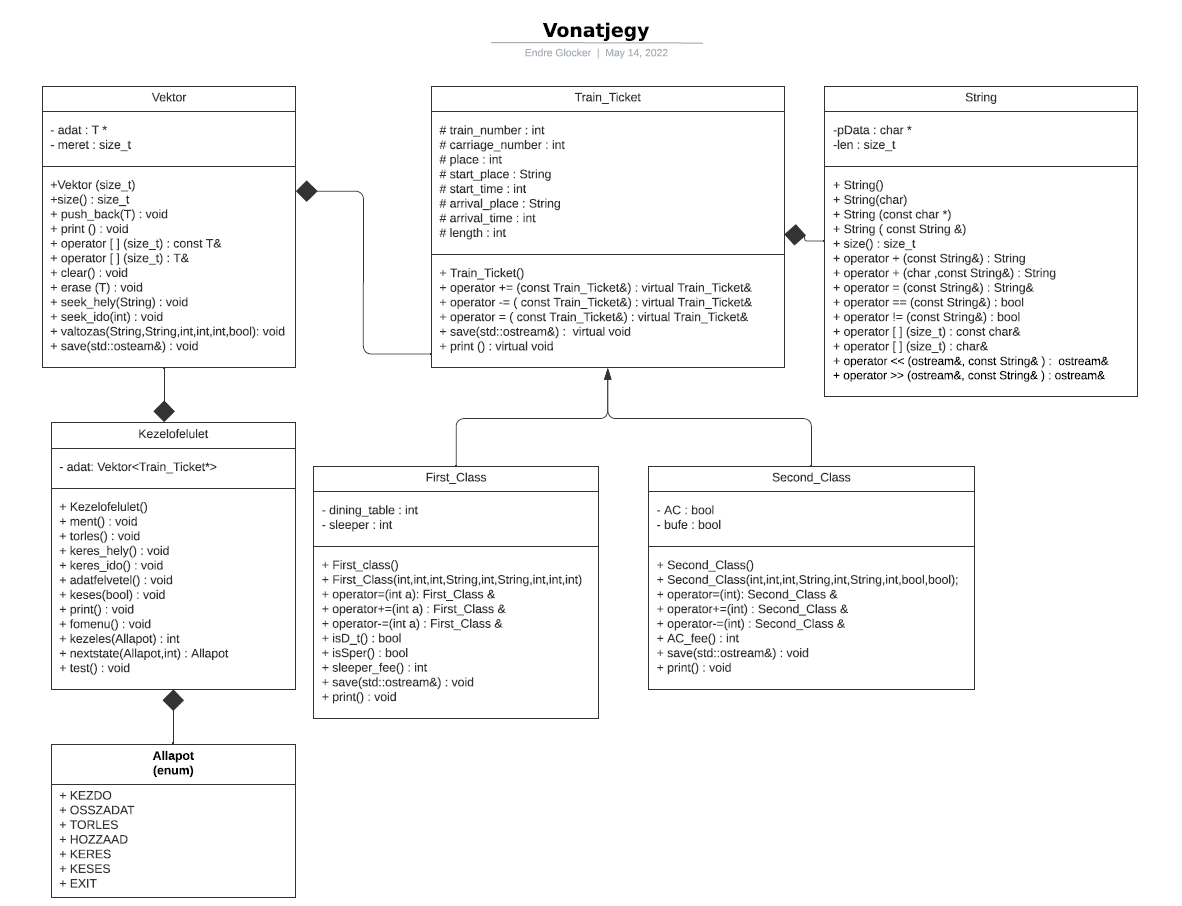 Vonatjegy
Endre Glocker | May 14, 2022
Vektor
- adat : T *
- meret : size_t
+Vektor (size_t)
+size() : size_t
+ push_back(T) : void
+ print () : void
+ operator [ ] (size_t) : const T&
+ operator [ ] (size_t) : T&
+ clear() : void
+ erase (T) : void
+ seek_hely(String) : void
+ seek_ido(int) : void
+ valtozas(String,String,int,int,int,bool): void
+ save(std::osteam&) : void
Train_Ticket
# train_number : int
# carriage_number : int
# place : int
# start_place : String
# start_time : int
# arrival_place : String
# arrival_time : int
# length : int
+ Train_Ticket()
+ operator += (const Train_Ticket&) : virtual Train_Ticket&
+ operator -= ( const Train_Ticket&) : virtual Train_Ticket&
+ operator = ( const Train_Ticket&) : virtual Train_Ticket&
+ save(std::ostream&) : virtual void
+ print () : virtual void
String
-pData : char *
-len : size_t
+ String()
+ String(char)
+ String (const char *)
+ String ( const String &)
+ size() : size_t
+ operator + (const String&) : String
+ operator + (char ,const String&) : String
+ operator = (const String&) : String&
+ operator == (const String&) : bool
+ operator != (const String&) : bool
+ operator [ ] (size_t) : const char&
+ operator [ ] (size_t) : char&
+ operator << (ostream&, const String& ) : ostream&
+ operator >> (ostream&, const String& ) : ostream&
Kezelofelulet
- adat: Vektor<Train_Ticket*>
+ Kezelofelulet()
+ ment() : void
+ torles() : void
+ keres_hely() : void
+ keres_ido() : void
+ adatfelvetel() : void
+ keses(bool) : void
+ print() : void
+ fomenu() : void
+ kezeles(Allapot) : int
+ nextstate(Allapot,int) : Allapot
+ test() : void
First_Class
- dining_table : int
- sleeper : int
+ First_class()
+ First_Class(int,int,int,String,int,String,int,int,int)
+ operator=(int a): First_Class &
+ operator+=(int a) : First_Class &
+ operator-=(int a) : First_Class &
+ isD_t() : bool
+ isSper() : bool
+ sleeper_fee() : int
+ save(std::ostream&) : void
+ print() : void
Second_Class
- AC : bool
- bufe : bool
+ Second_Class()
+ Second_Class(int,int,int,String,int,String,int,bool,bool);
+ operator=(int): Second_Class &
+ operator+=(int) : Second_Class &
+ operator-=(int) : Second_Class &
+ AC_fee() : int
+ save(std::ostream&) : void
+ print() : void
Allapot
(enum)
+ KEZDO
+ OSSZADAT
+ TORLES
+ HOZZAAD
+ KERES
+ KESES
+ EXIT